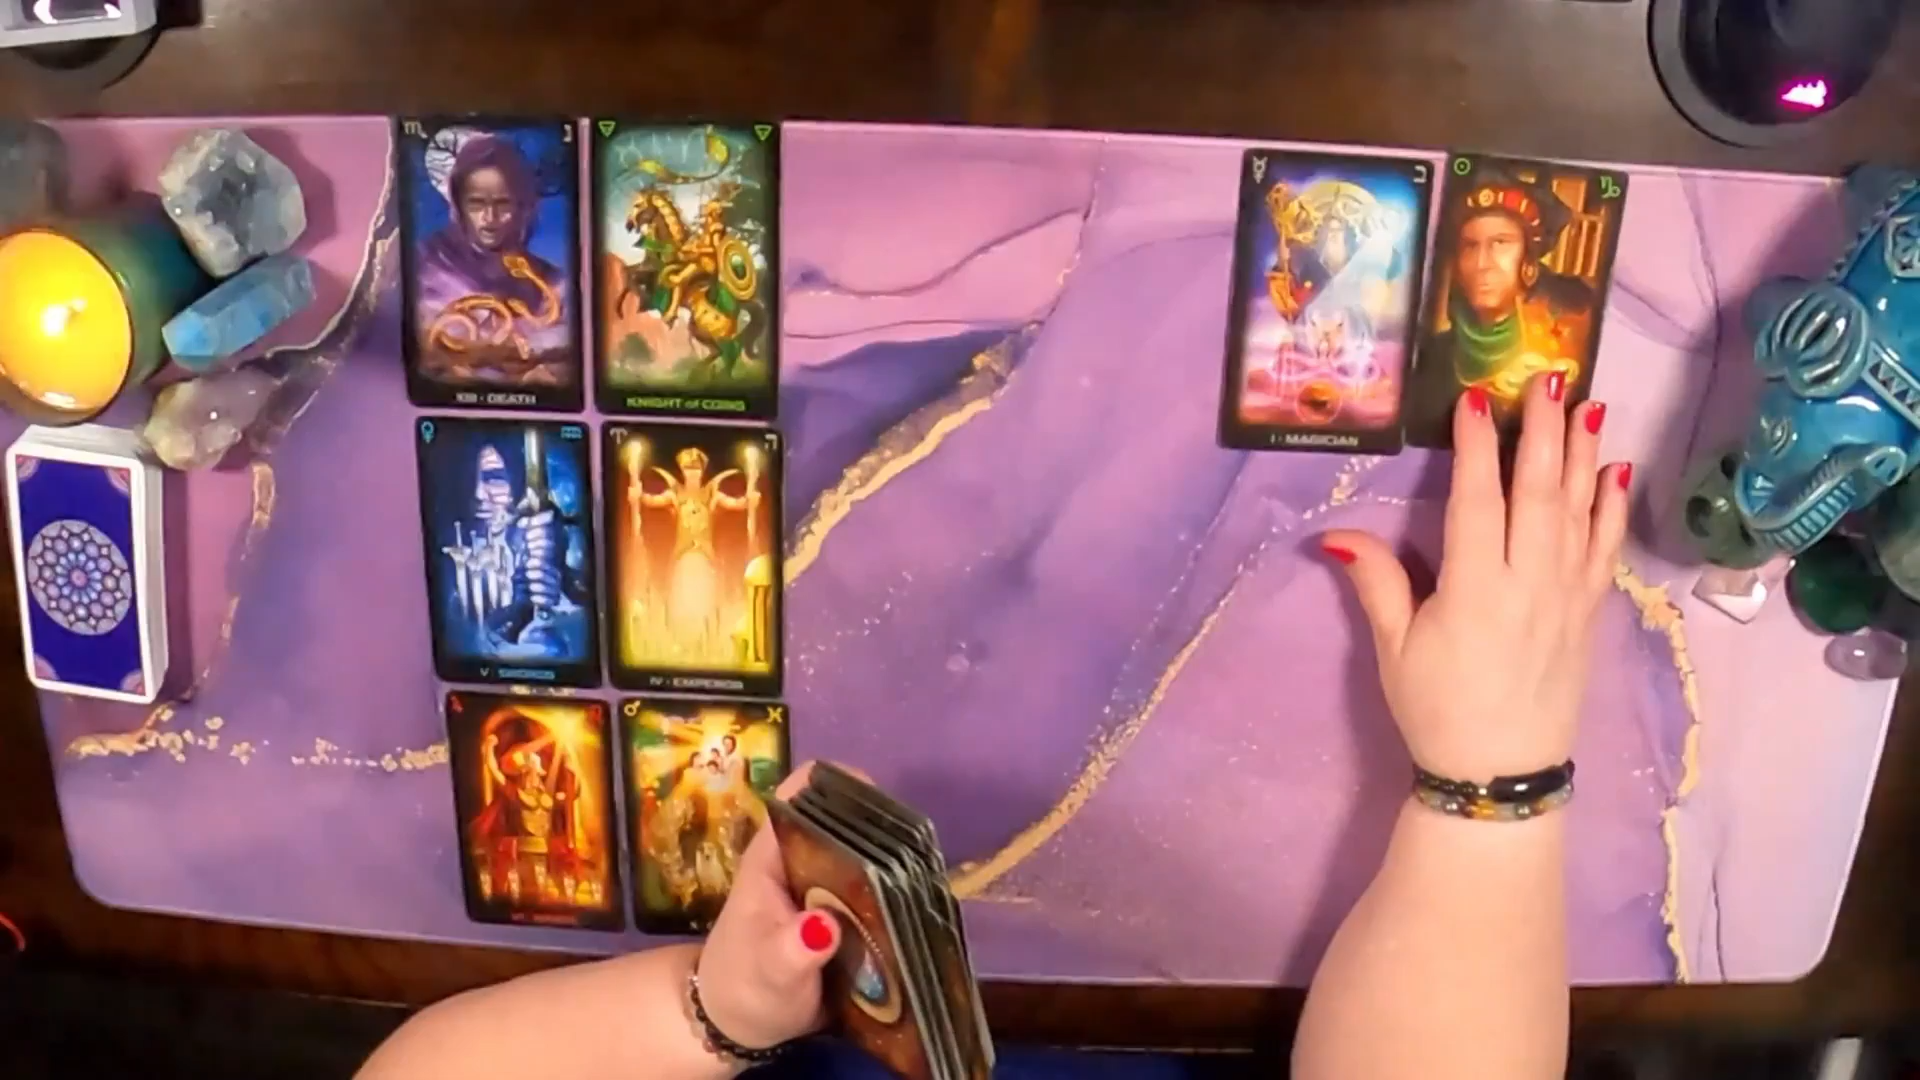 XIII · DEATH
KNIGHT of COINS
I · MAGICIAN
V · SWORDS
IV · EMPEROR